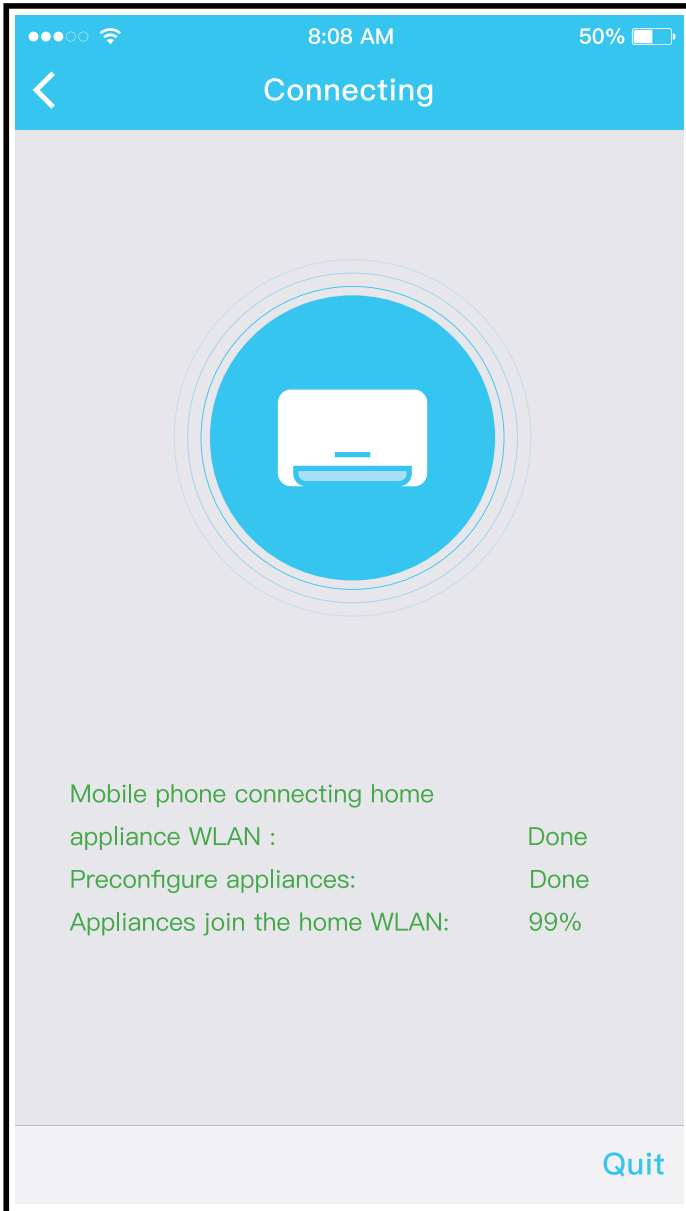 8:08 AM 50%
Connecting
Mobile phone connecting home
appliance WLAN : Done
Preconfigure appliances: Done
Appliances join the home WLAN: 99%
Quit